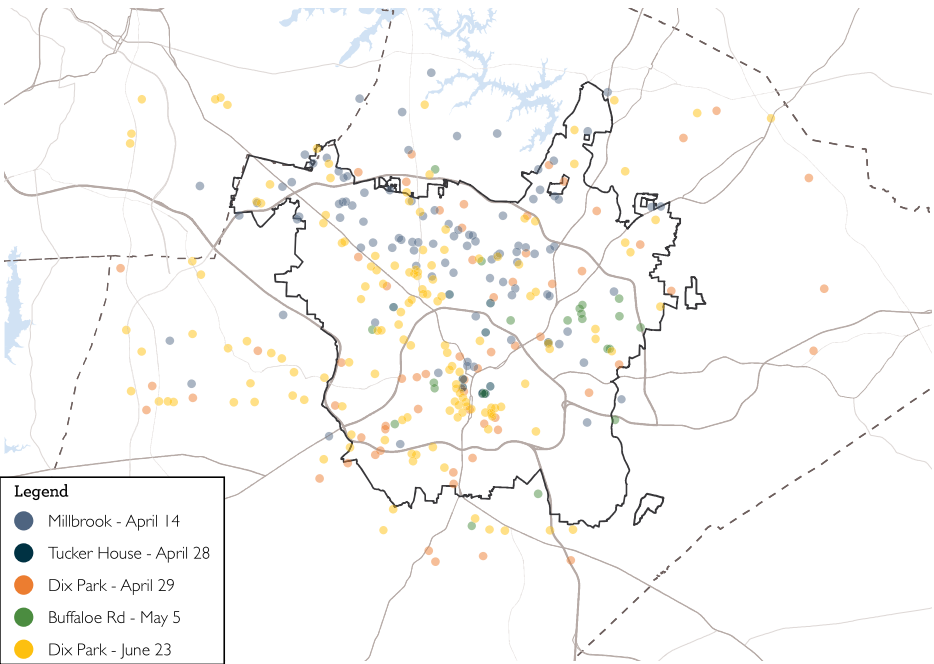 Legend
Millbrook - April 14
Tucker House - April 28
Dix Park - April 29
Buffaloe Rd - May 5
Dix Park - June 23